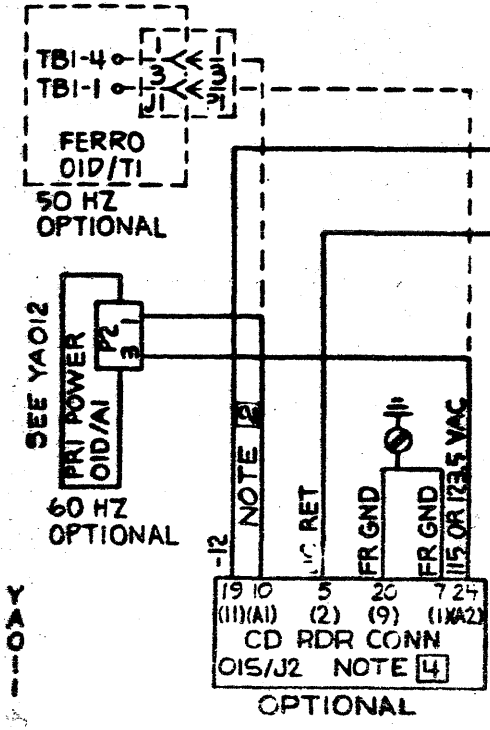 TB1-4
1
1
3
3
TB1-1
J1
FERRO
01D/T1
50 HZ
OPTIONAL
SEE YA012
PRI POWER
01D/A1
P2
1
3
60 HZ
OPTIONAL
-12
NOTE
RET
FR GND
FR GND
115 OR 123.5 VAC
19 10 5 20 7 24
(11)(A1) (2) (9) (1)(A2)
CD RDR CONN
01S/J2 NOTE 4
OPTIONAL
YA011